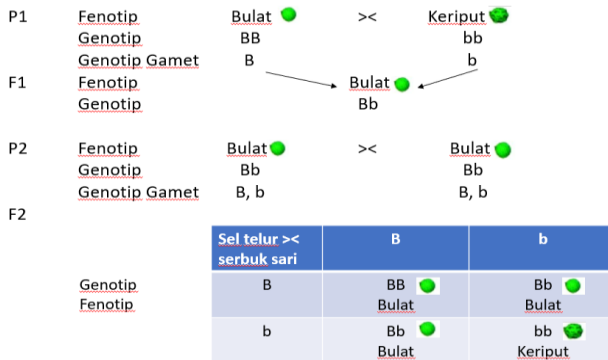 P1 Fenotip Bulat >< Keriput
Genotip BB bb
Genotip Gamet B b
F1 Fenotip Bulat
Genotip Bb
P2 Fenotip Bulat >< Bulat
Genotip Bb Bb
Genotip Gamet B, b B, b
F2
Sel telur >< B b
serbuk sari
Genotip B BB Bb
Fenotip Bulat Bulat
b Bb bb
Bulat Keriput